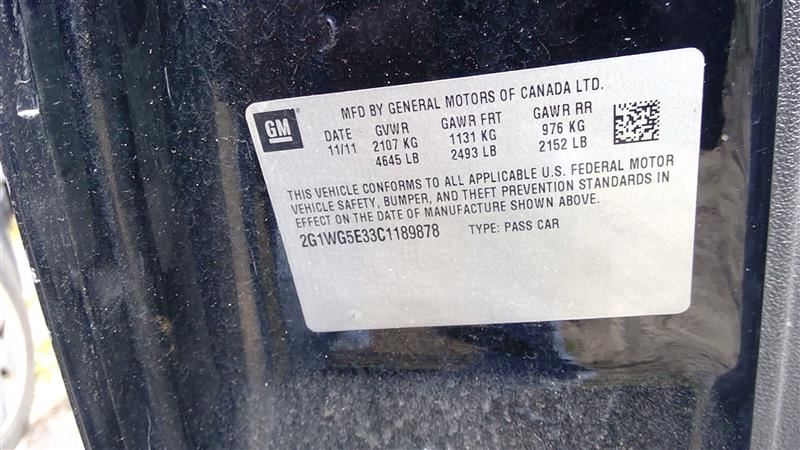 GM
MFD BY GENERAL MOTORS OF CANADA LTD.
DATE GVWR GAWR FRT GAWR RR
11/11 2107 KG 1131 KG 976 KG
4645 LB 2493 LB 2152 LB
THIS VEHICLE CONFORMS TO ALL APPLICABLE U.S. FEDERAL MOTOR
VEHICLE SAFETY, BUMPER, AND THEFT PREVENTION STANDARDS IN
EFFECT ON THE DATE OF MANUFACTURE SHOWN ABOVE.
2G1WG5E33C1189878 TYPE: PASS CAR